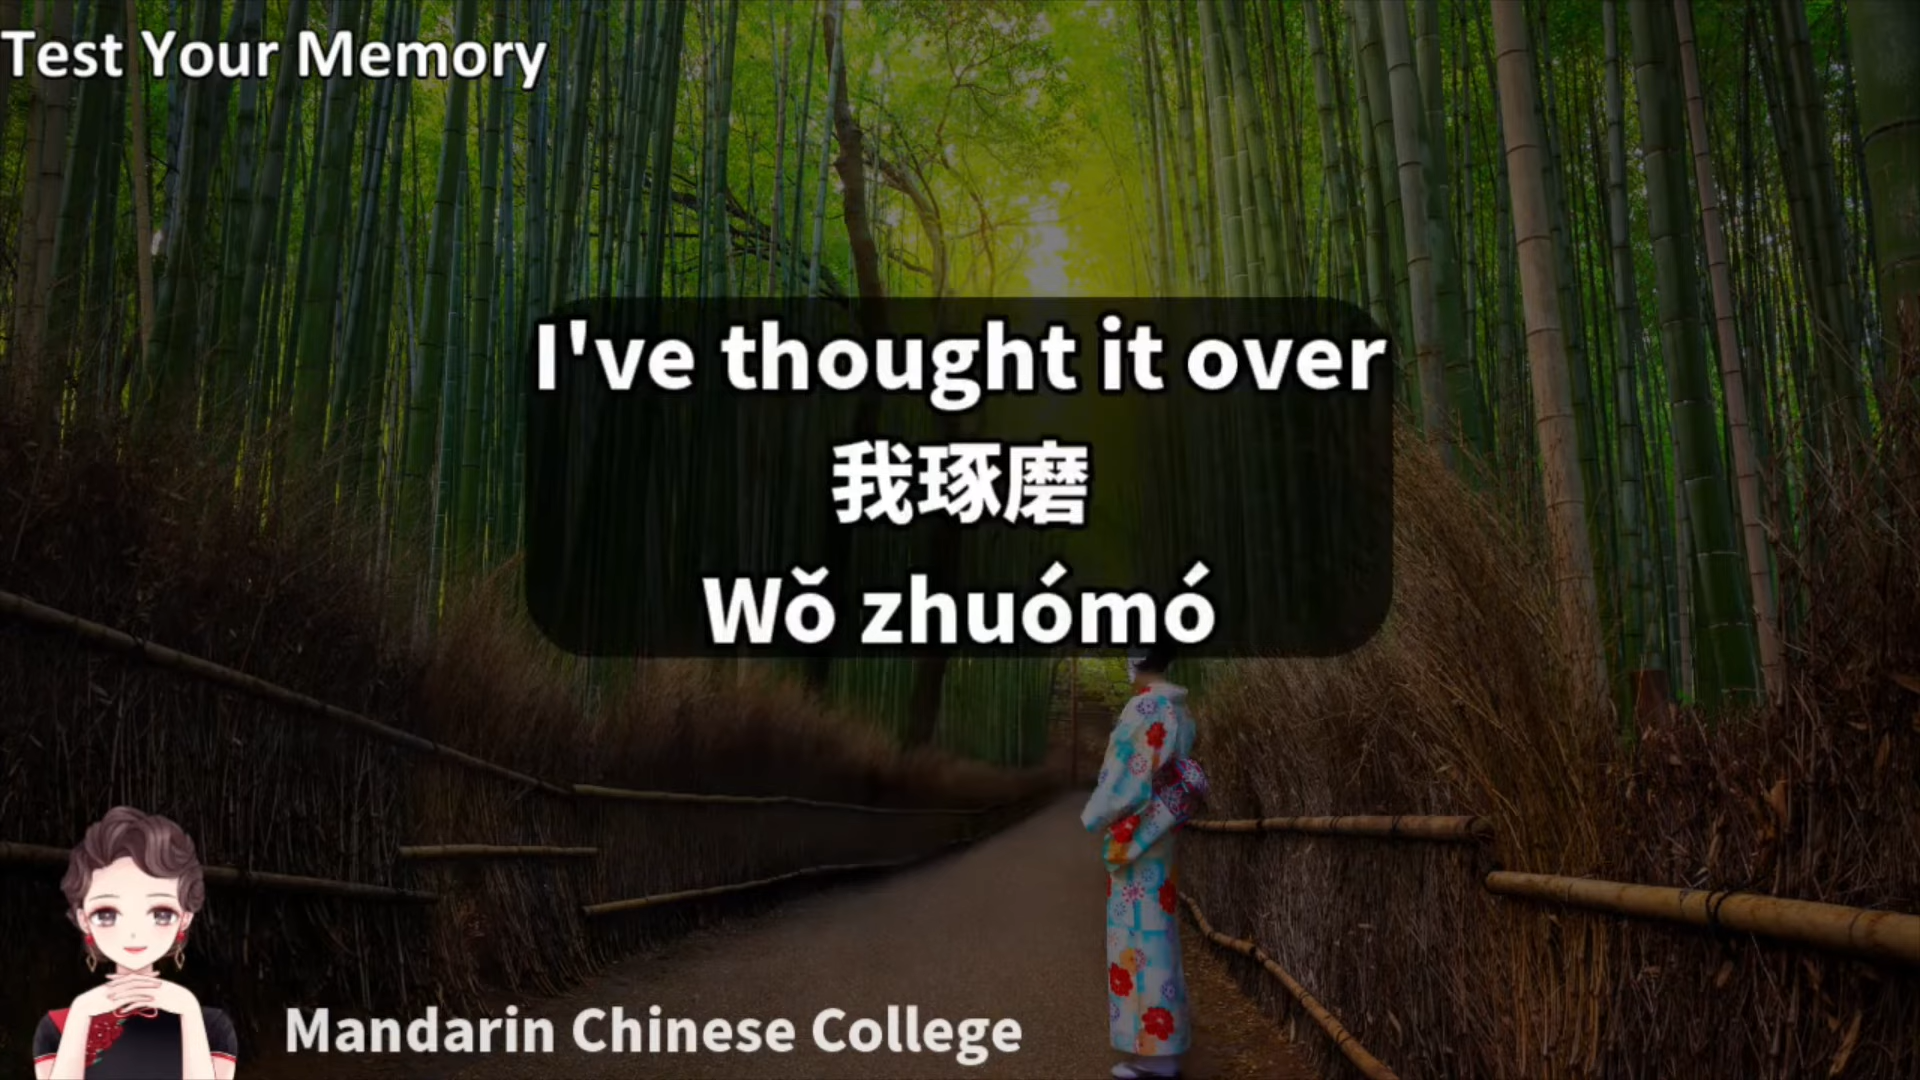 Test Your Memory
I've thought it over
我琢磨
Wǒ zhuómó
Mandarin Chinese College